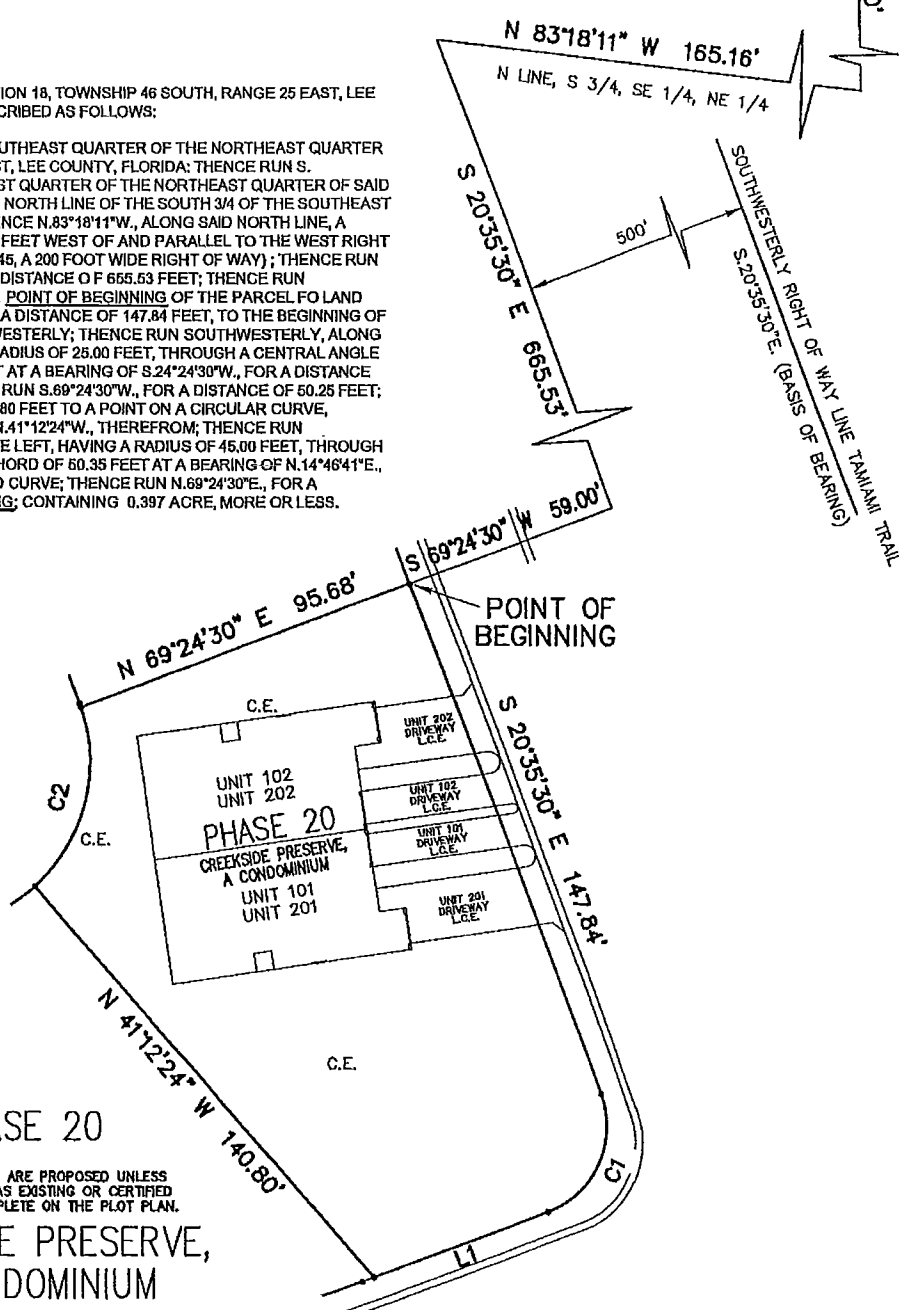 ION 18, TOWNSHIP 46 SOUTH, RANGE 25 EAST, LEE
CRIBED AS FOLLOWS:
UTHEAST QUARTER OF THE NORTHEAST QUARTER
ST, LEE COUNTY, FLORIDA; THENCE RUN S.
ST QUARTER OF THE NORTHEAST QUARTER OF SAID
NORTH LINE OF THE SOUTH 3/4 OF THE SOUTHEAST
ENCE N.83°18'11"W., ALONG SAID NORTH LINE, A
FEET WEST OF AND PARALLEL TO THE WEST RIGHT
45, A 200 FOOT WIDE RIGHT OF WAY) ; THENCE RUN
DISTANCE OF 665.53 FEET; THENCE RUN
POINT OF BEGINNING OF THE PARCEL FO LAND
A DISTANCE OF 147.84 FEET, TO THE BEGINNING OF
WESTERLY; THENCE RUN SOUTHWESTERLY, ALONG
ADIUS OF 25.00 FEET, THROUGH A CENTRAL ANGLE
T AT A BEARING OF S.24°24'30"W., FOR A DISTANCE
RUN S.69°24'30"W., FOR A DISTANCE OF 50.25 FEET;
80 FEET TO A POINT ON A CIRCULAR CURVE,
N.41°12'24"W., THEREFROM; THENCE RUN
E LEFT, HAVING A RADIUS OF 45.00 FEET, THROUGH
HORD OF 50.35 FEET AT A BEARING OF N.14°46'41"E.,
D CURVE; THENCE RUN N.69°24'30"E., FOR A
G; CONTAINING 0.397 ACRE, MORE OR LESS.
N 83°18'11" W 165.16'
N LINE, S 3/4, SE 1/4, NE 1/4
S 20°35'30" E 665.53'
500'
SOUTHWESTERLY RIGHT OF WAY LINE TAMIAMI TRAIL
S.20°35'30"E. (BASIS OF BEARING)
S 69°24'30" W 59.00'
POINT OF
BEGINNING
N 69°24'30" E 95.68'
C.E.
UNIT 202
DRIVEWAY
L.C.E.
S 20°35'30" E 147.84'
UNIT 102
UNIT 202
UNIT 102
DRIVEWAY
L.C.E.
C2
C.E.
PHASE 20
UNIT 101
DRIVEWAY
L.C.E.
CREEKSIDE PRESERVE,
A CONDOMINIUM
UNIT 101
UNIT 201
UNIT 201
DRIVEWAY
L.C.E.
N 41°12'24" W 140.80'
C.E.
C1
L1
ASE 20
ARE PROPOSED UNLESS
AS EXISTING OR CERTIFIED
PLETE ON THE PLOT PLAN.
E PRESERVE,
DOMINIUM